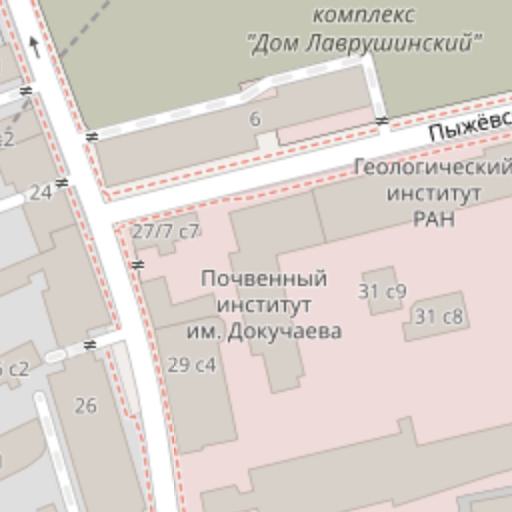 комплекс
"Дом Лаврушинский"
6
Пыжёвс
Геологический
институт
РАН
24
27/7 с7
Почвенный
институт
им. Докучаева
31 с9
31 с8
29 с4
с2
26